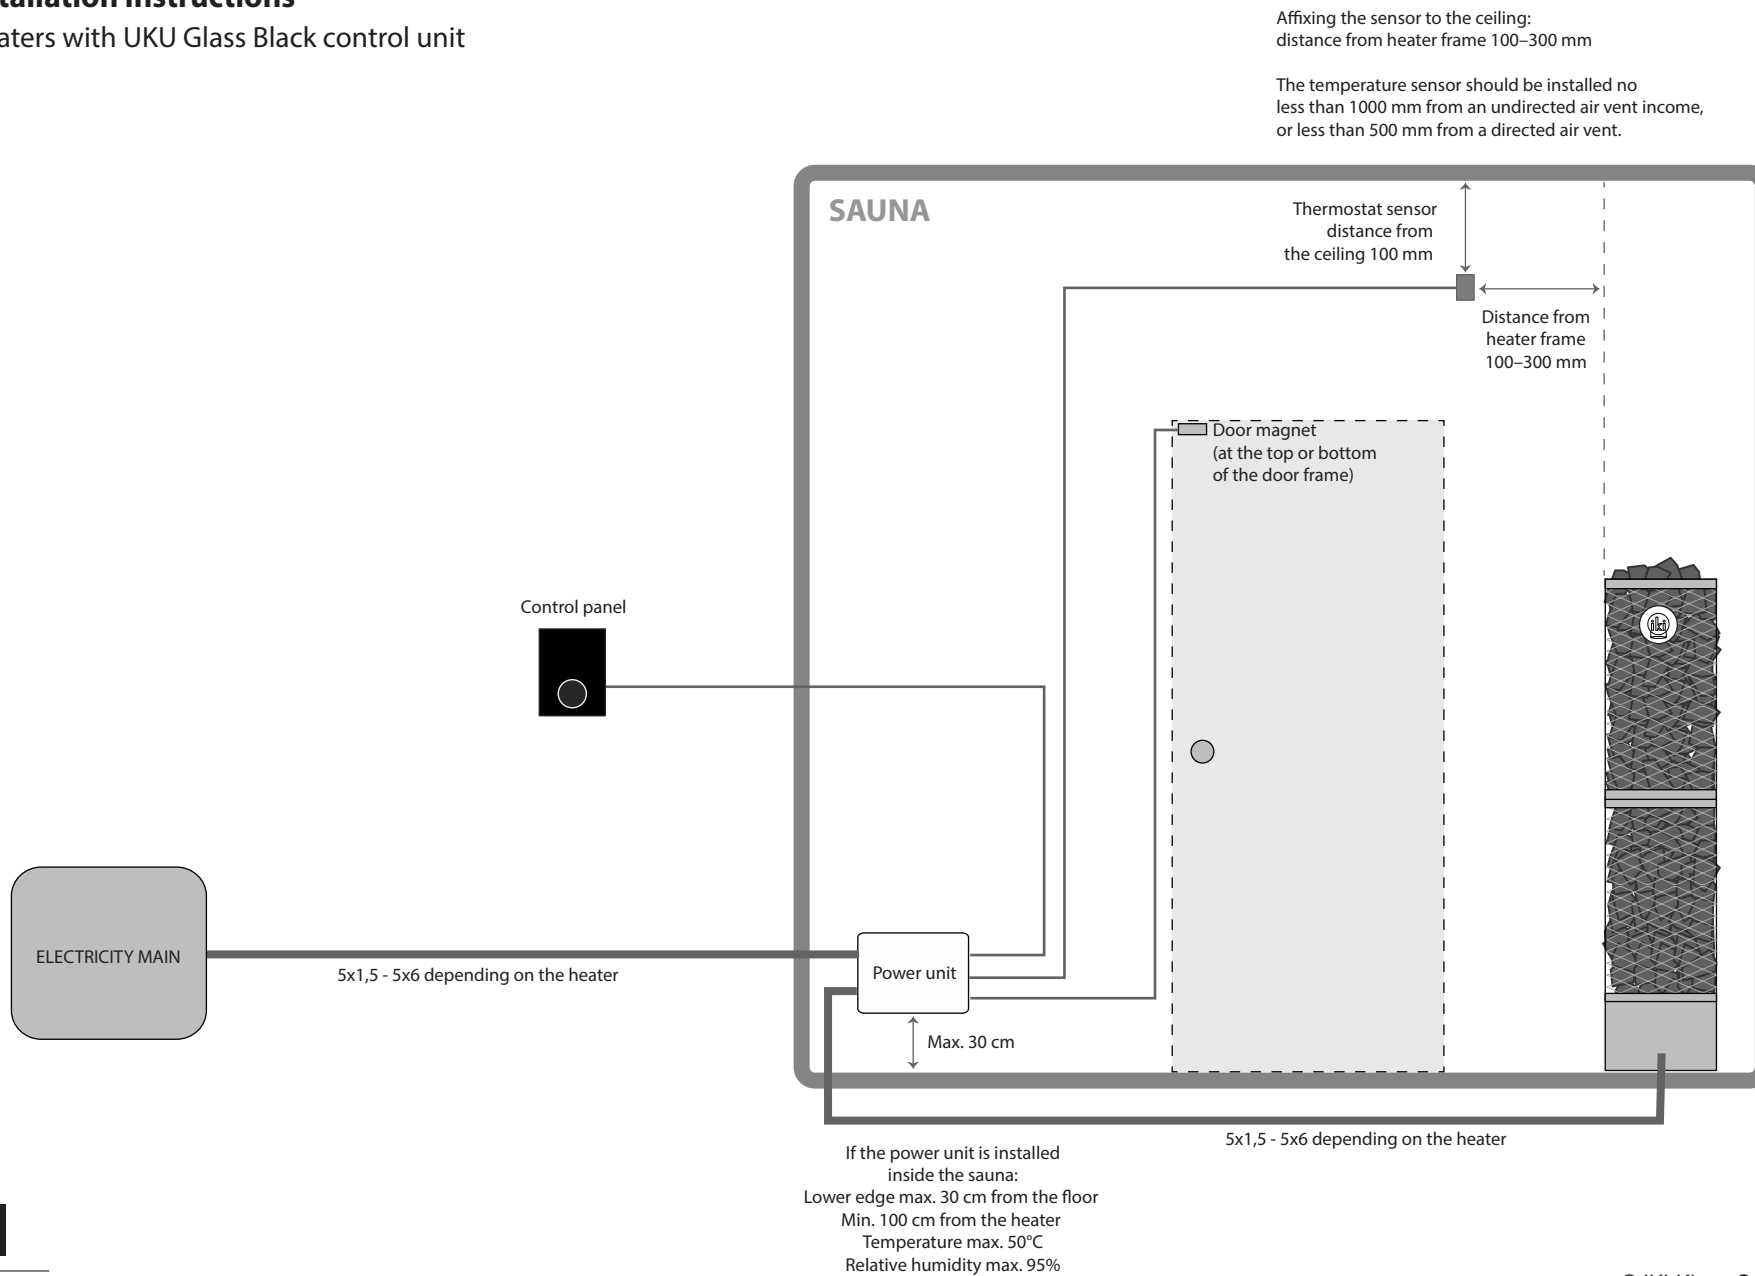 tallation instructions
aters with UKU Glass Black control unit
Affixing the sensor to the ceiling:
distance from heater frame 100–300 mm
The temperature sensor should be installed no
less than 1000 mm from an undirected air vent income,
or less than 500 mm from a directed air vent.
SAUNA
Thermostat sensor
distance from
the ceiling 100 mm
Distance from
heater frame
100–300 mm
Door magnet
(at the top or bottom
of the door frame)
Control panel
iki
ELECTRICITY MAIN
5x1,5 - 5x6 depending on the heater
Power unit
Max. 30 cm
5x1,5 - 5x6 depending on the heater
If the power unit is installed
inside the sauna:
Lower edge max. 30 cm from the floor
Min. 100 cm from the heater
Temperature max. 50°C
Relative humidity max. 95%